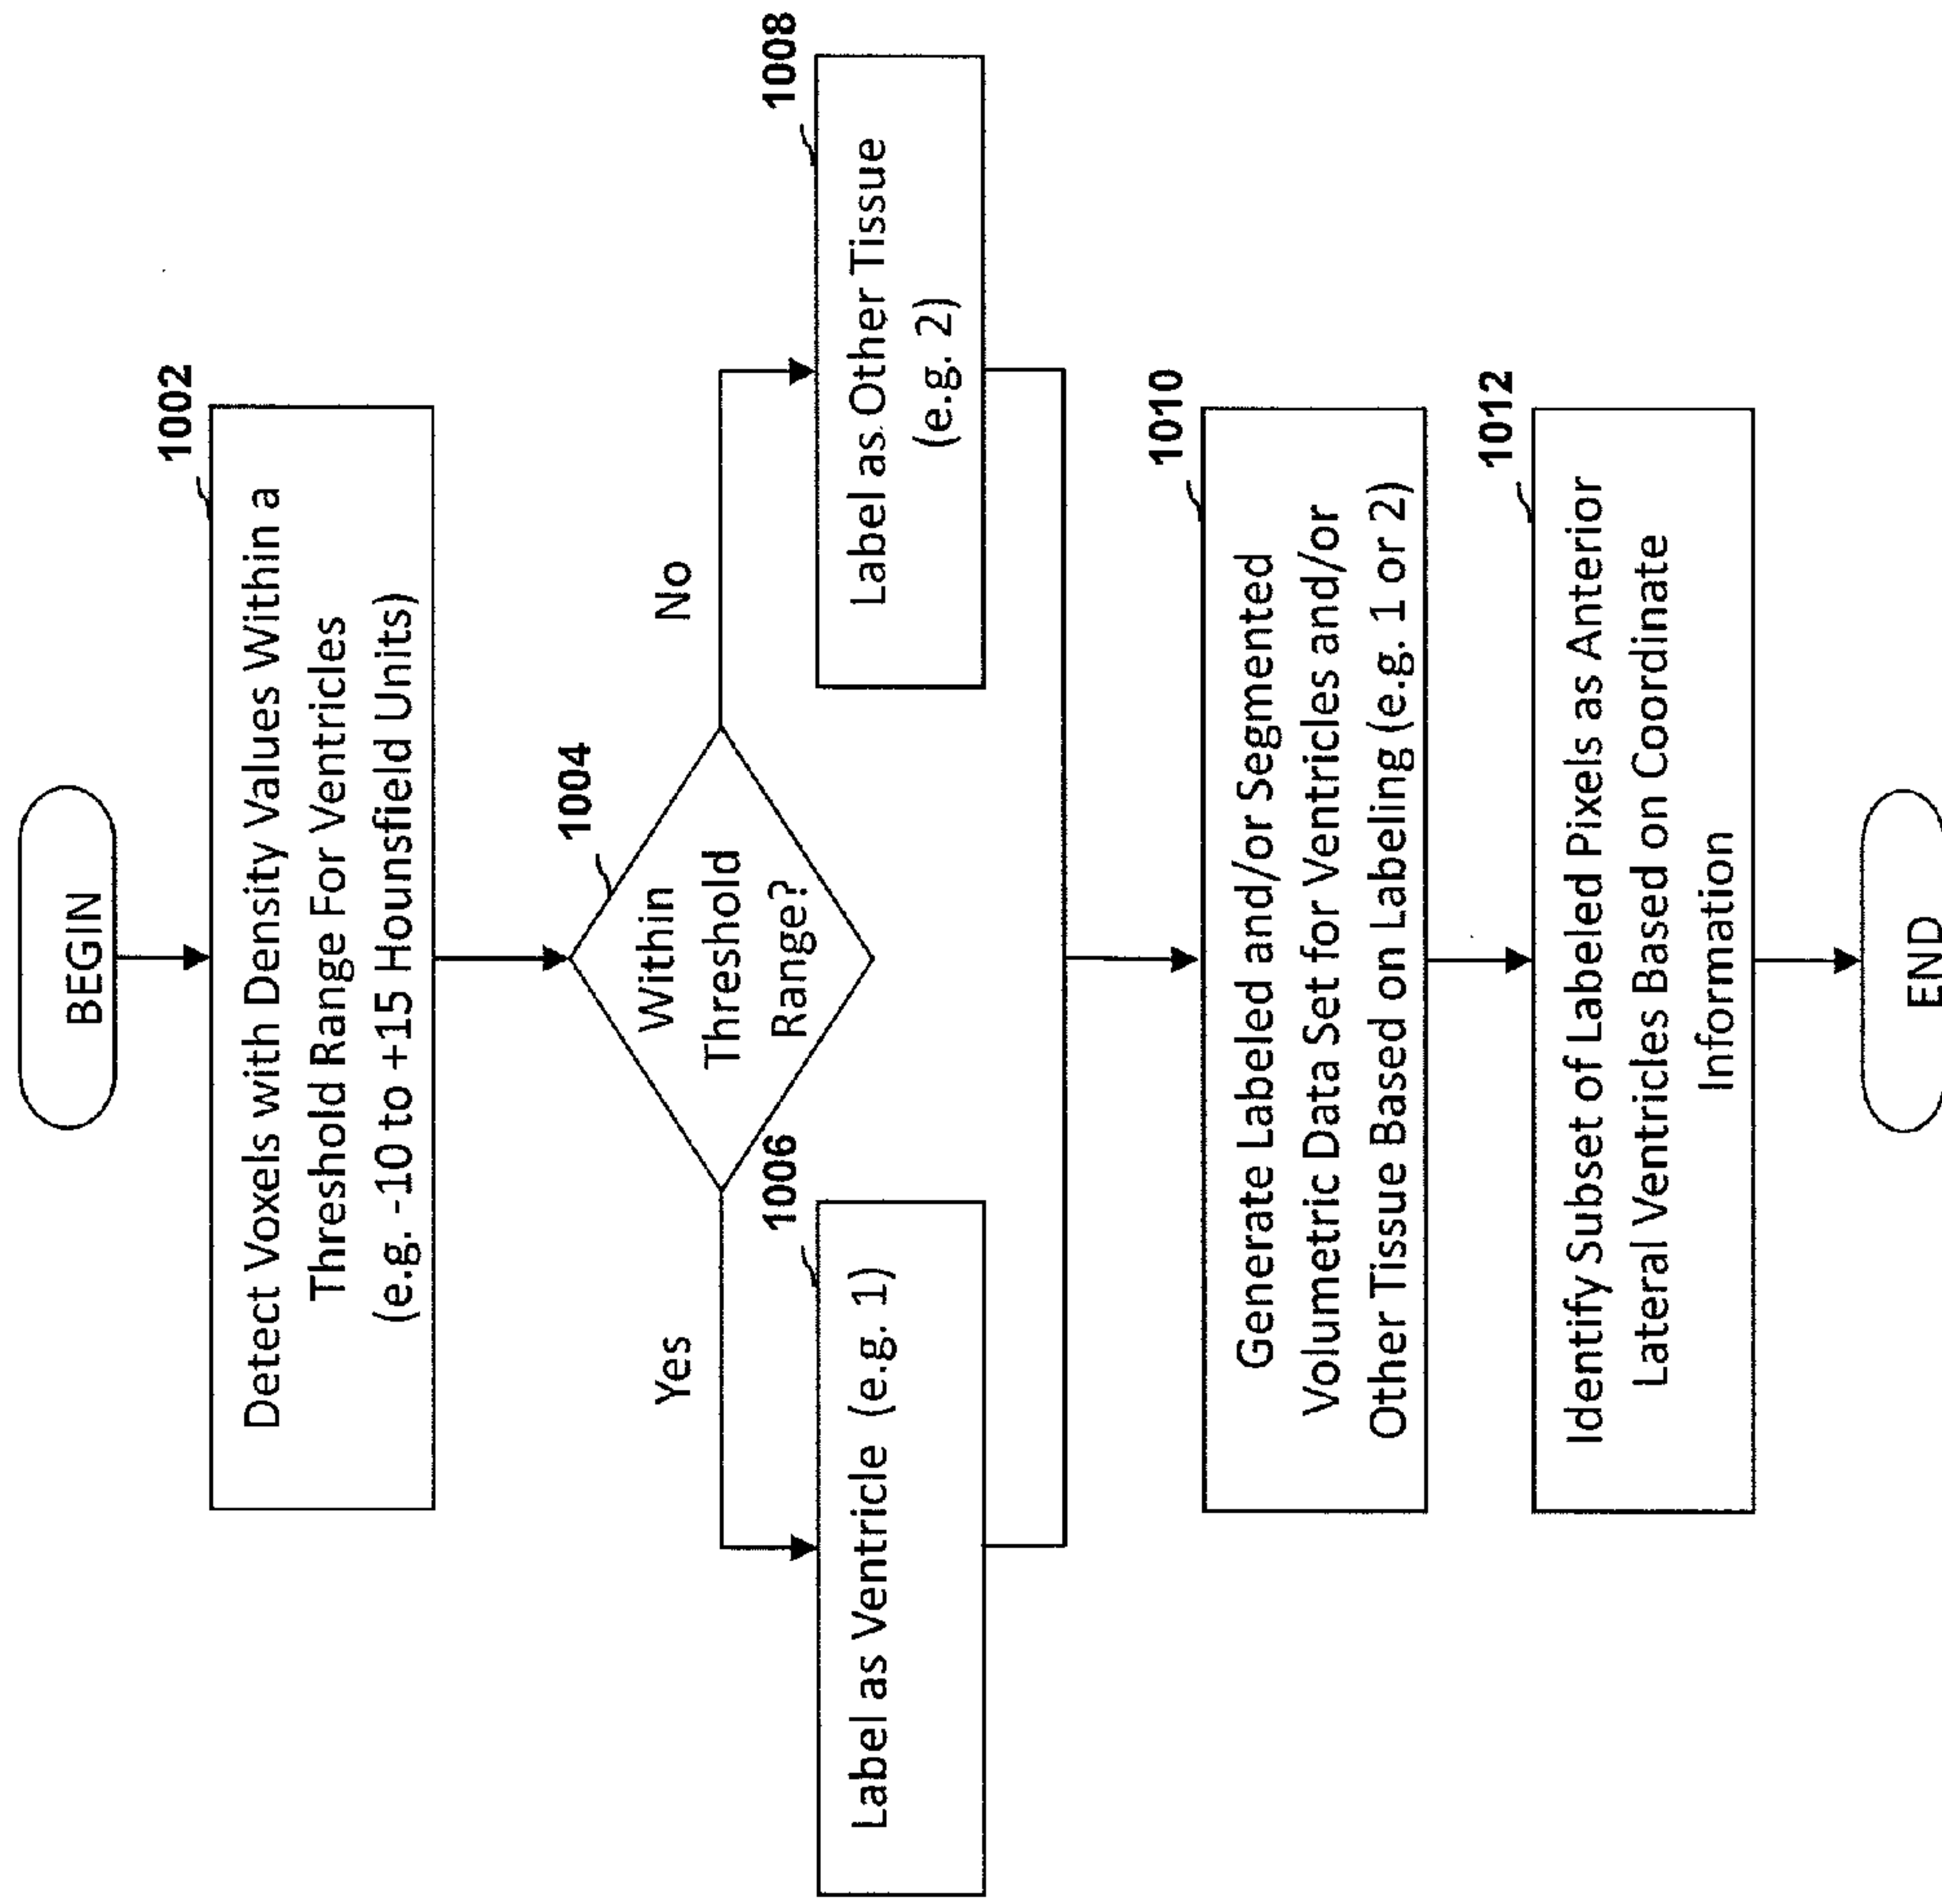 BEGIN
1002
Detect Voxels with Density Values Within a
Threshold Range For Ventricles
(e.g. -10 to +15 Hounsfield Units)
1004
Within
Threshold
Range?
Yes
No
1006
Label as Ventricle (e.g. 1)
1008
Label as Other Tissue
(e.g. 2)
1010
Generate Labeled and/or Segmented
Volumetric Data Set for Ventricles and/or
Other Tissue Based on Labeling (e.g. 1 or 2)
1012
Identify Subset of Labeled Pixels as Anterior
Lateral Ventricles Based on Coordinate
Information
END